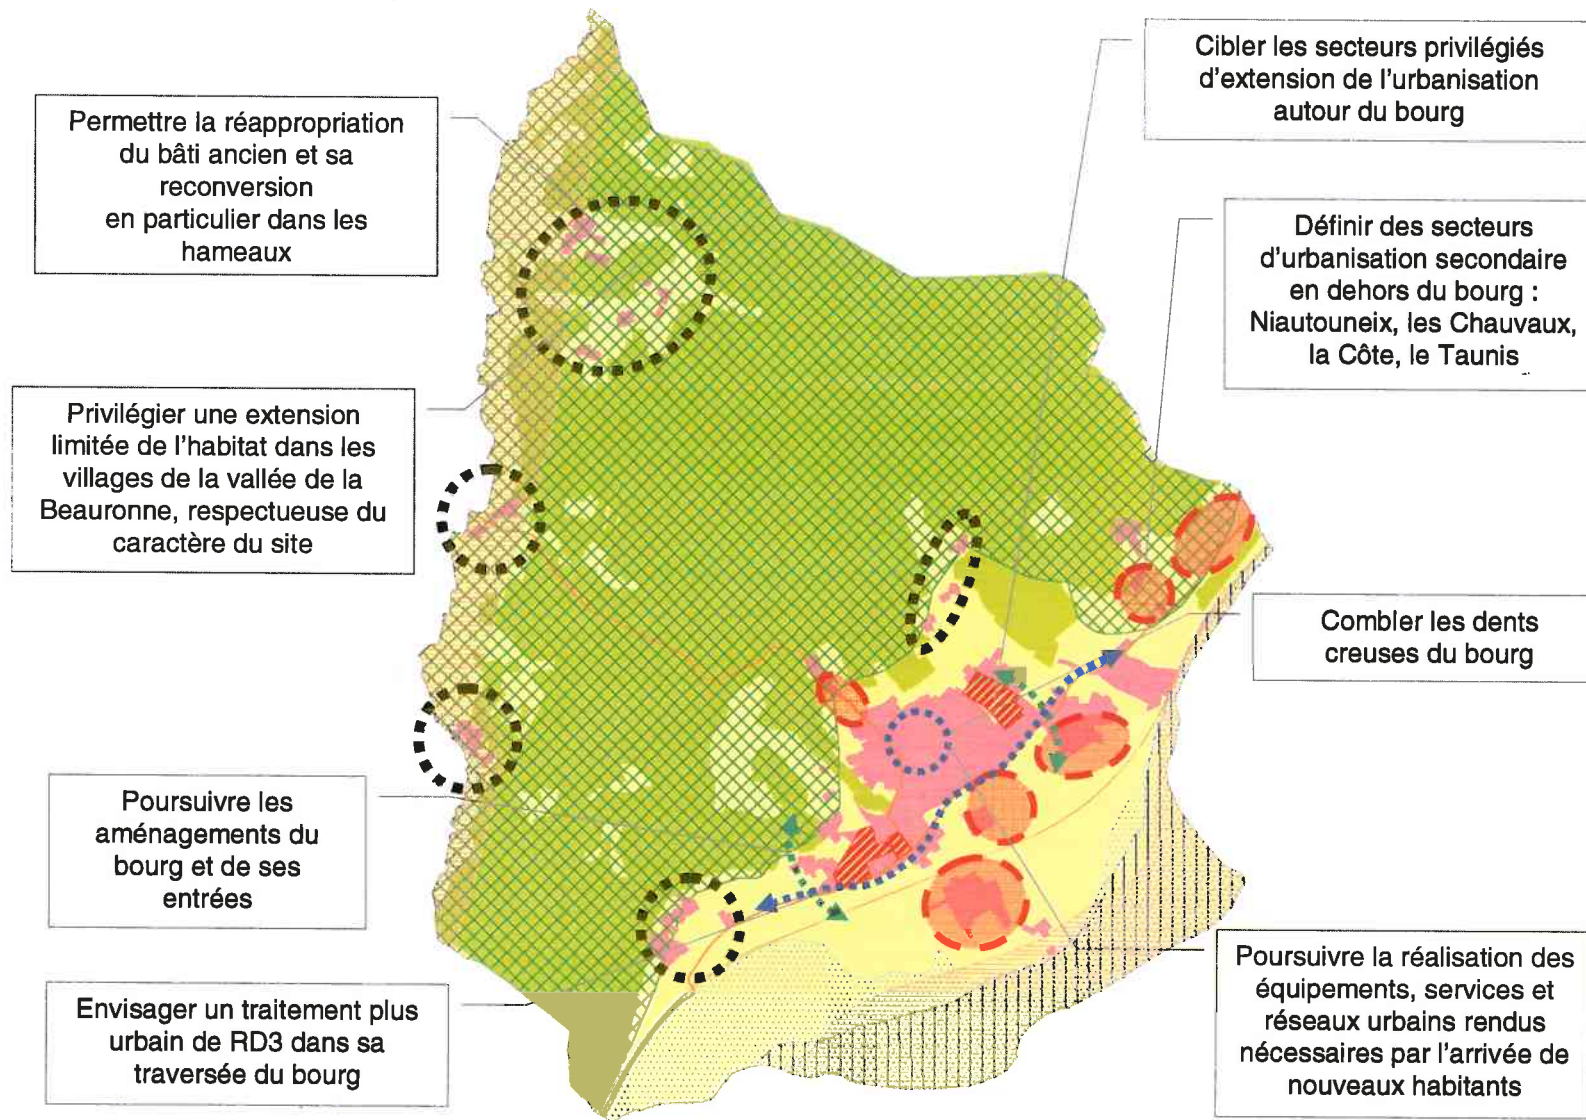 Permettre la réappropriation
du bâti ancien et sa
reconversion
en particulier dans les
hameaux
Privilégier une extension
limitée de l'habitat dans les
villages de la vallée de la
Beauronne, respectueuse du
caractère du site
Poursuivre les
aménagements du
bourg et de ses
entrées
Envisager un traitement plus
urbain de RD3 dans sa
traversée du bourg
Cibler les secteurs privilégiés
d'extension de l'urbanisation
autour du bourg
Définir des secteurs
d'urbanisation secondaire
en dehors du bourg :
Niautouneix, les Chauvaux,
la Côte, le Taunis
Combler les dents
creuses du bourg
Poursuivre la réalisation des
équipements, services et
réseaux urbains rendus
nécessaires par l'arrivée de
nouveaux habitants